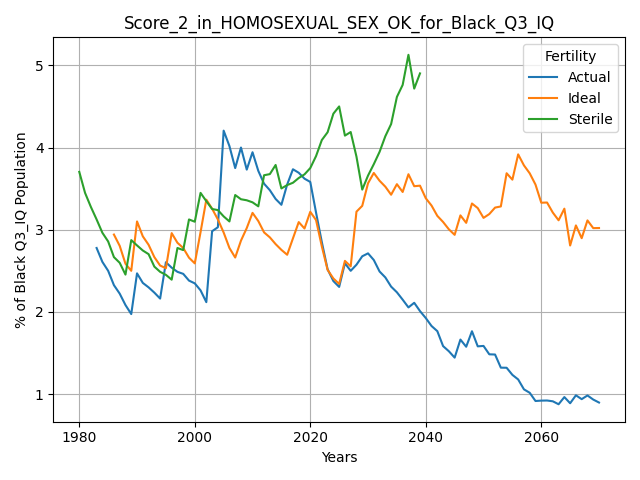 Score_2_in_HOMOSEXUAL_SEX_OK_for_Black_Q3_IQ
Fertility
Actual
Ideal
Sterile
% of Black Q3_IQ Population
5
4
3
2
1
1980 2000 2020 2040 2060
Years